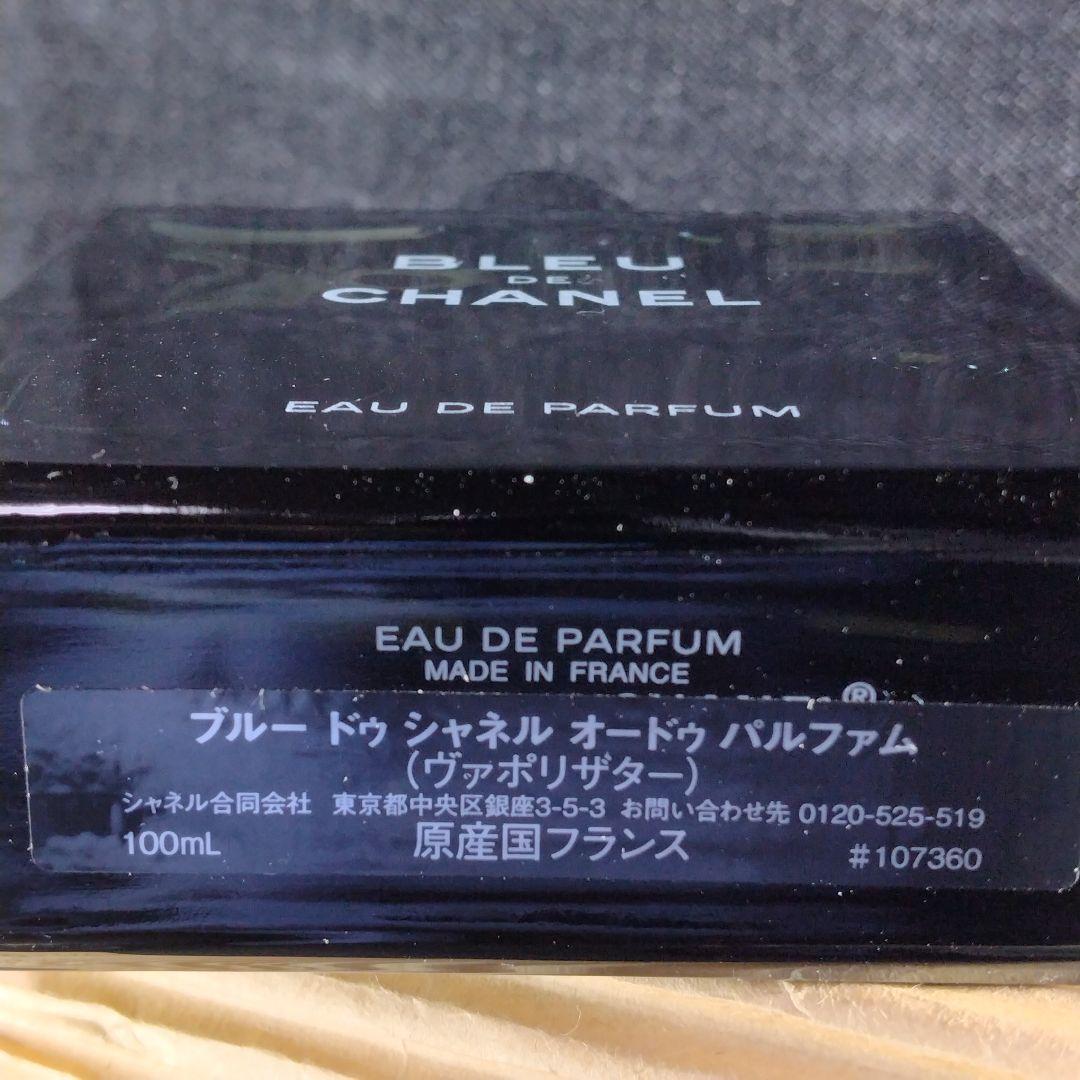 BLEU
DE
CHANEL
EAU DE PARFUM
EAU DE PARFUM
MADE IN FRANCE
®
ブルー ドゥ シャネル オードゥ パルファム
(ヴァポリザター)
シャネル合同会社 東京都中央区銀座3-5-3 お問い合わせ先 0120-525-519
100mL 原産国フランス #107360